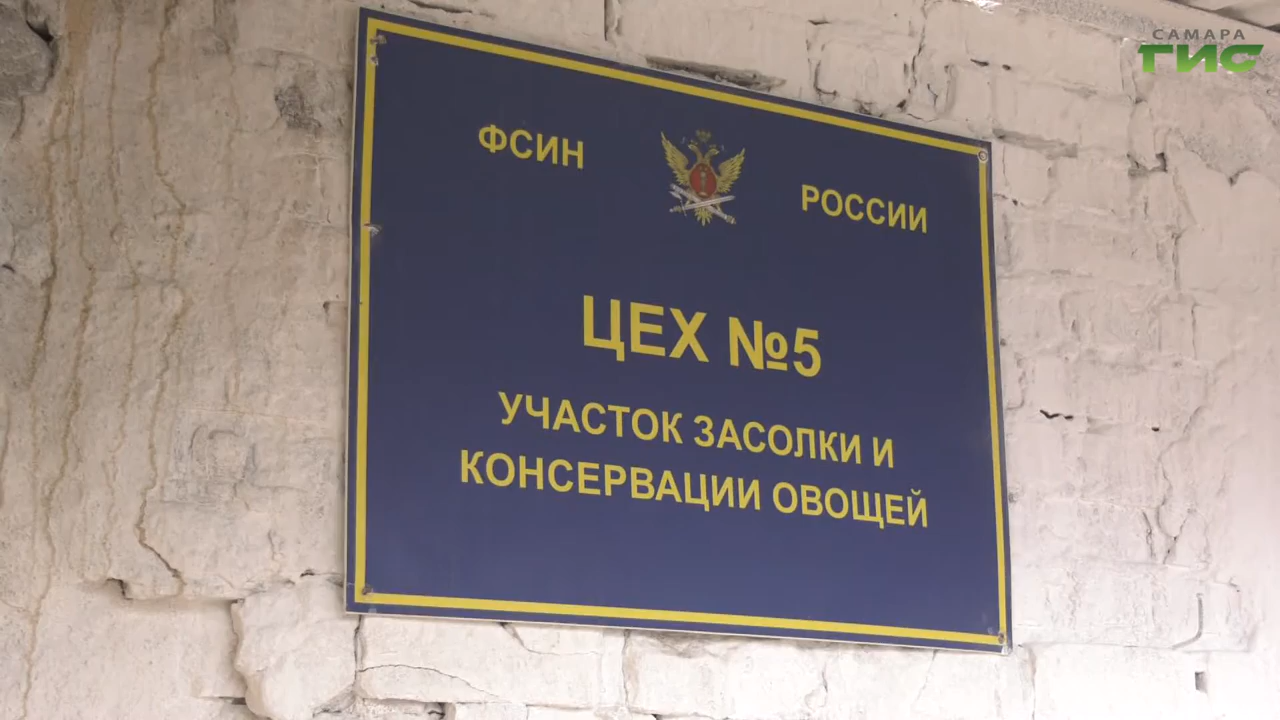 САМАРА
ГИС
ФСИН
РОССИИ
ЦЕХ №5
УЧАСТОК ЗАСОЛКИ И
КОНСЕРВАЦИИ ОВОЩЕЙ